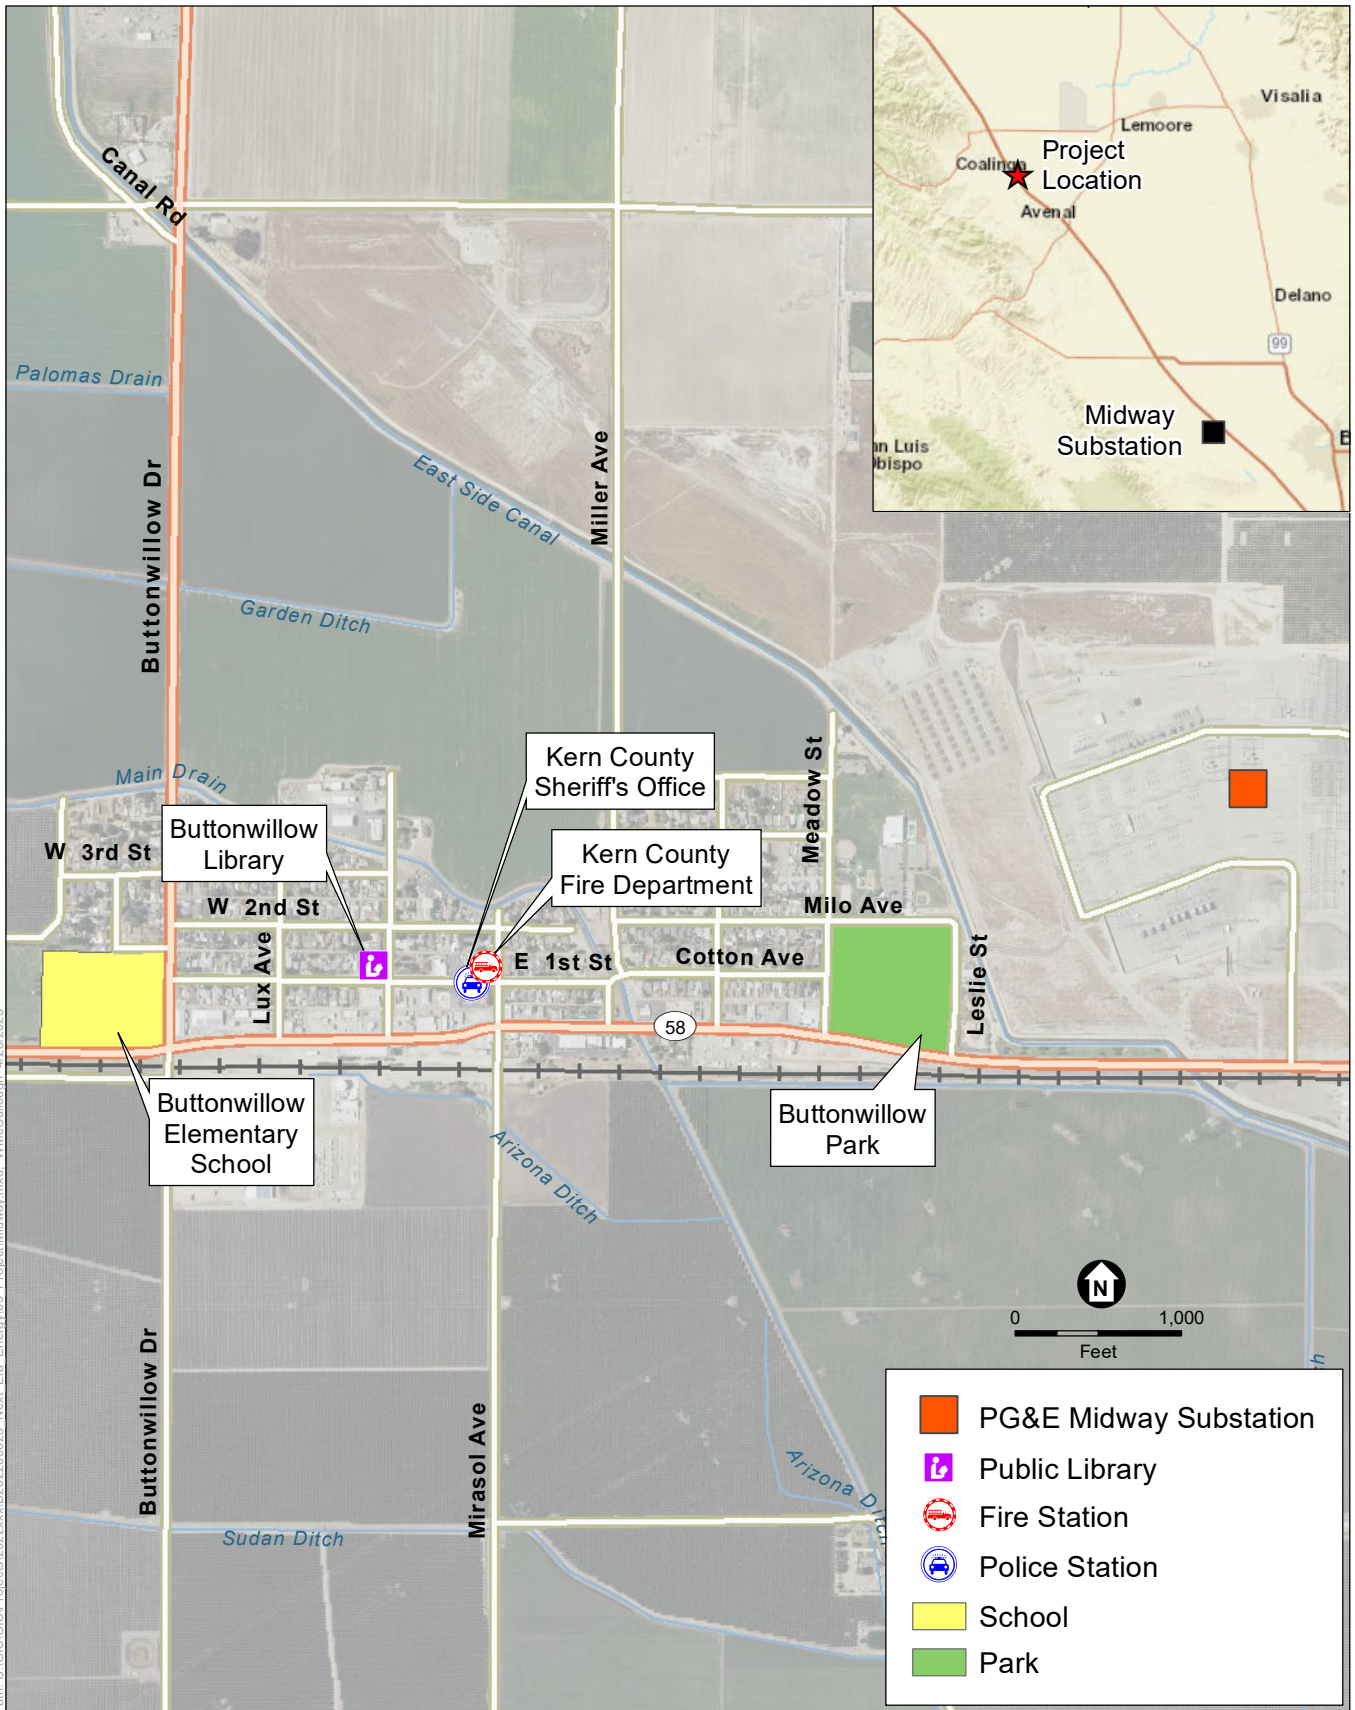 Visalia
Lemoore
Coalinga
Project
Location
Avenal
Delano
99
Midway
Substation
an Luis
bispo
B
Canal Rd
Palomas Drain
East Side Canal
Miller Ave
Buttonwillow Dr
Garden Ditch
Main Drain
Kern County
Sheriff's Office
Meadow St
Buttonwillow
Library
W 3rd St
Kern County
Fire Department
W 2nd St
Milo Ave
Lux Ave
E 1st St
Cotton Ave
Leslie St
58
Buttonwillow
Elementary
School
Buttonwillow
Park
Arizona Ditch
N
0 1,000
Feet
Buttonwillow Dr
Mirasol Ave
Arizona Ditch
Sudan Ditch
ch
PG&E Midway Substation
Public Library
Fire Station
Police Station
School
Park